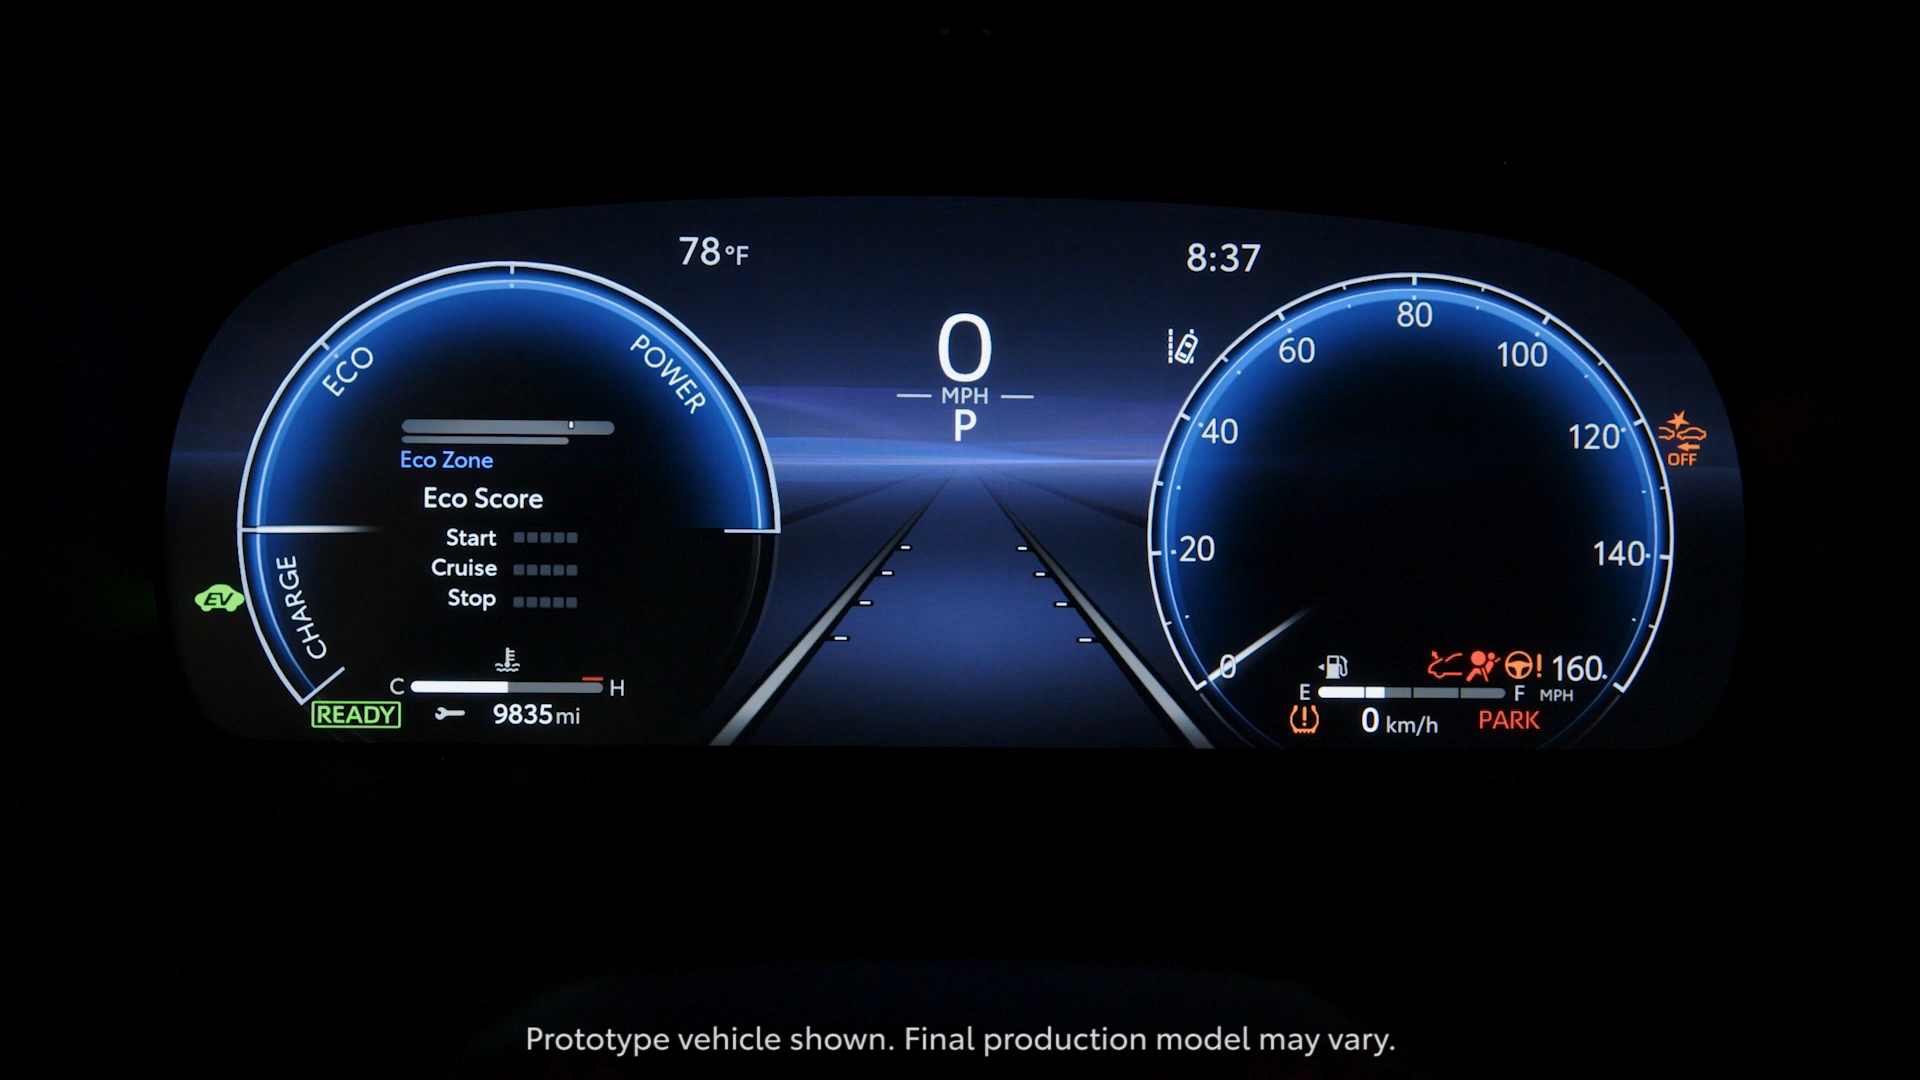 78°F
8:37
0
MPH
P
ECO
POWER
CHARGE
Eco Zone
Eco Score
Start
Cruise
Stop
EV
C
H
READY
9835 mi
0
20
40
60
80
100
120
140
160
OFF
E
F
MPH
0 km/h
PARK
Prototype vehicle shown. Final production model may vary.